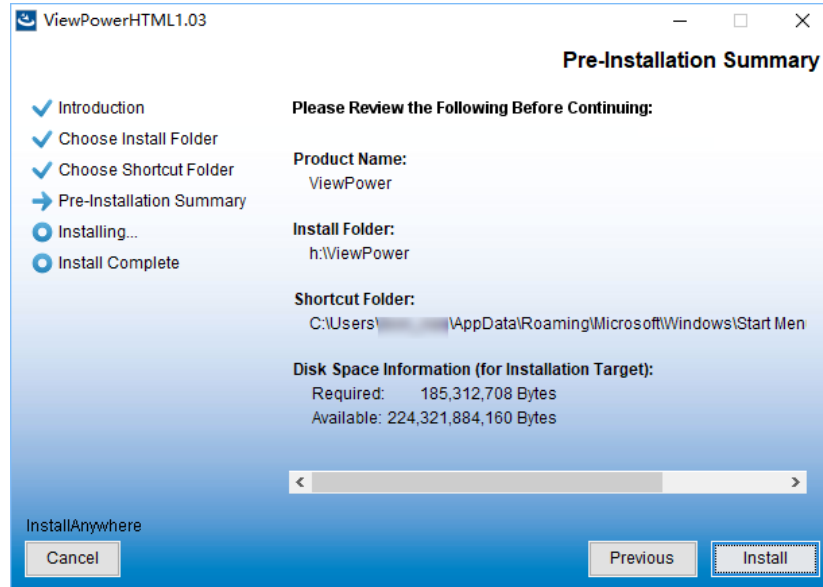 ViewPowerHTML1.03
Pre-Installation Summary
Introduction
Choose Install Folder
Choose Shortcut Folder
Pre-Installation Summary
Installing...
Install Complete
Please Review the Following Before Continuing:
Product Name:
ViewPower
Install Folder:
h:\ViewPower
Shortcut Folder:
C:\Users\ \AppData\Roaming\Microsoft\Windows\Start Men
Disk Space Information (for Installation Target):
Required: 185,312,708 Bytes
Available: 224,321,884,160 Bytes
InstallAnywhere
Cancel
Previous
Install